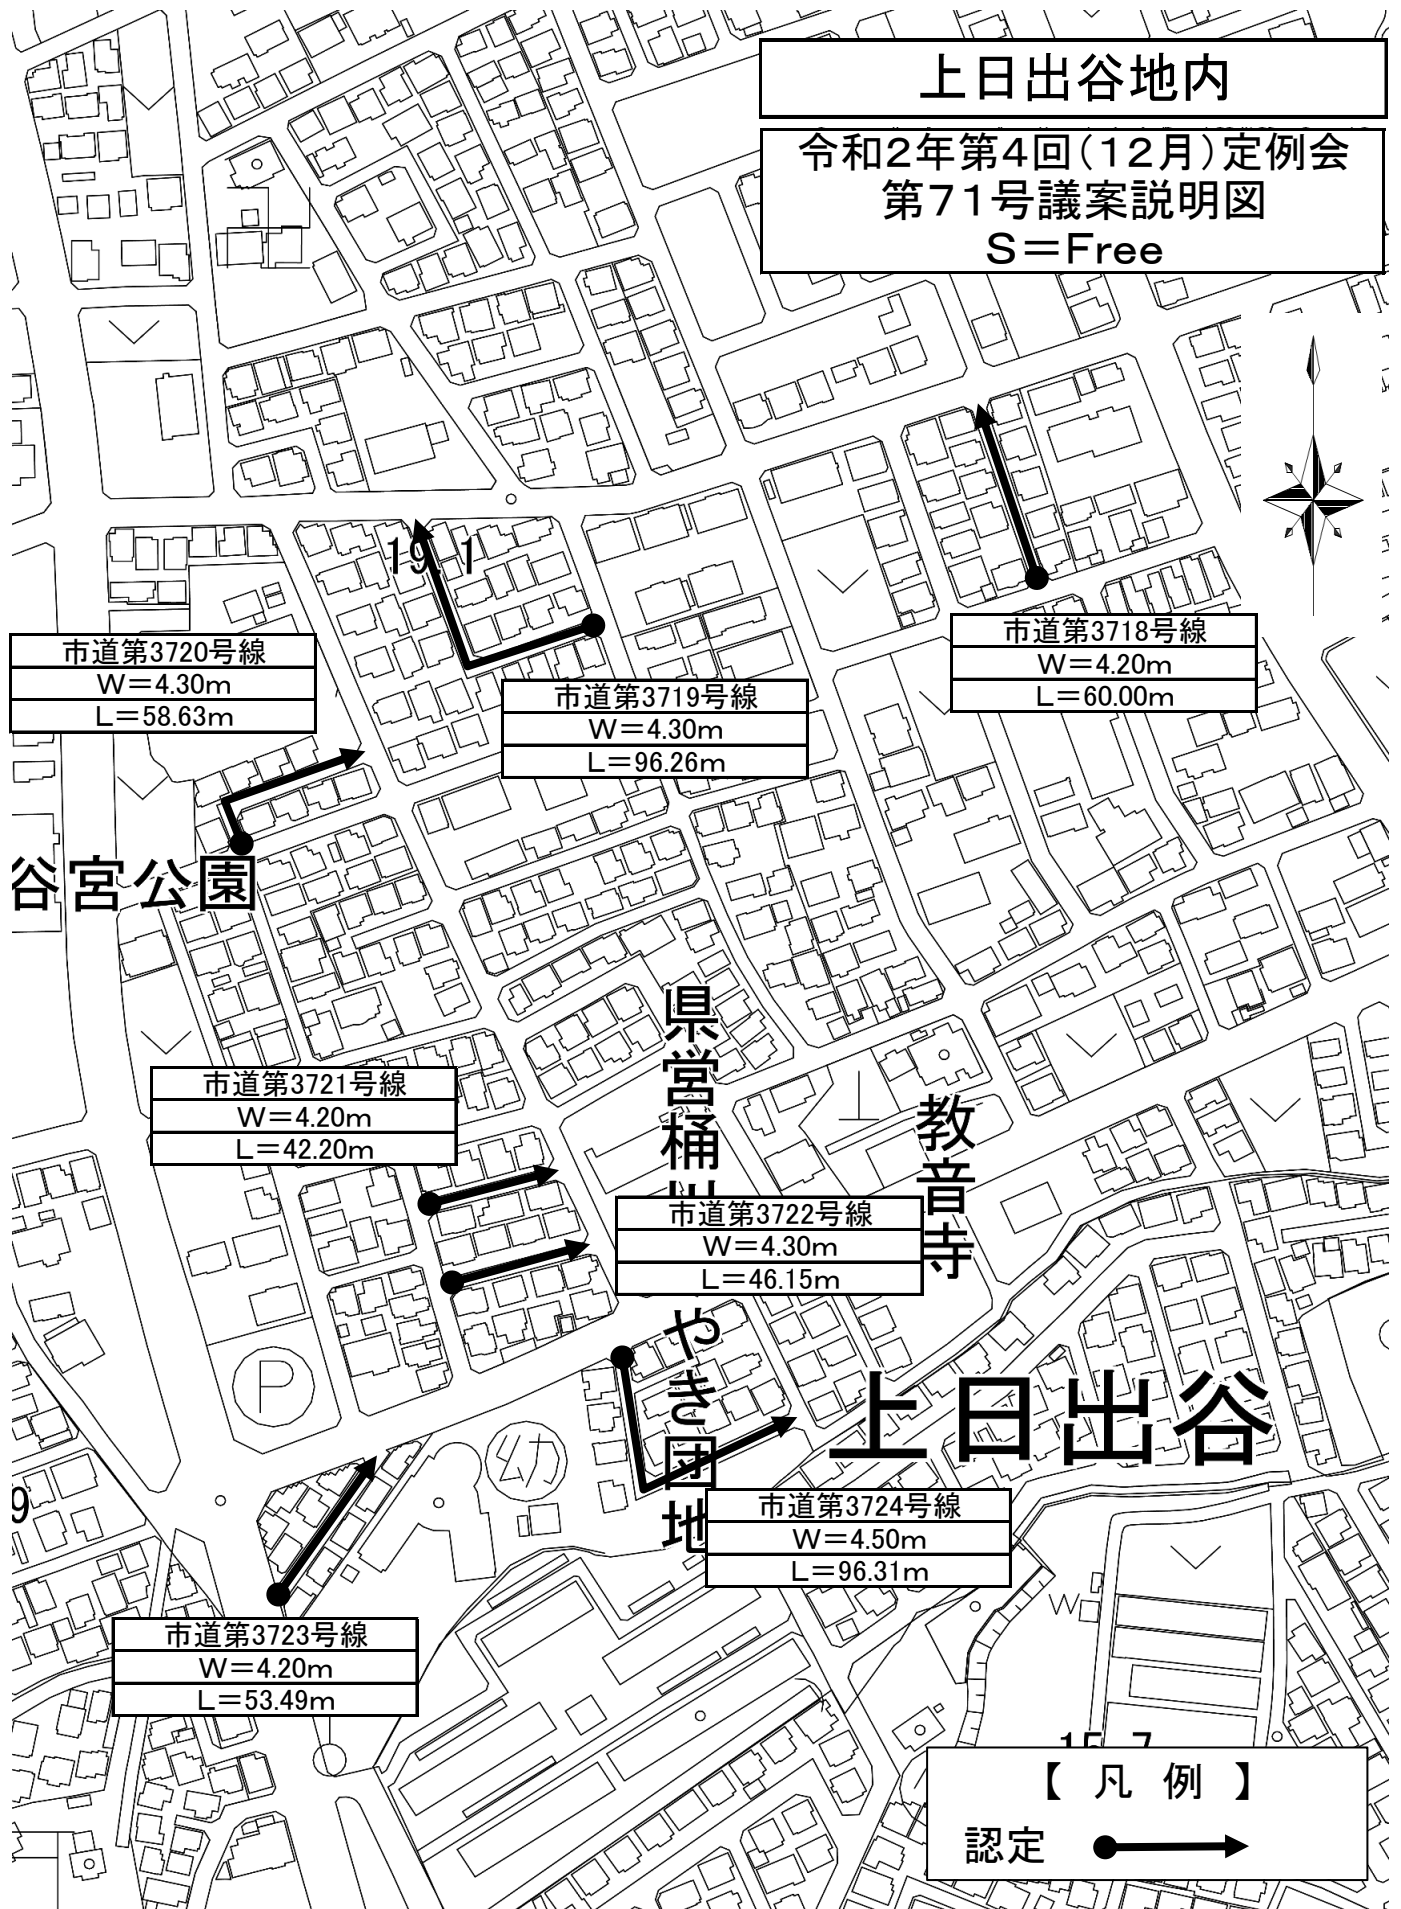 上日出谷地内
令和2年第4回(12月)定例会
第71号議案説明図
S＝Free
19.1
市道第3718号線
W＝4.20m
L＝60.00m
市道第3720号線
W＝4.30m
L＝58.63m
市道第3719号線
W＝4.30m
L＝96.26m
谷宮公園
県営桶川
やき団地
市道第3721号線
W＝4.20m
L＝42.20m
教音寺
市道第3722号線
W＝4.30m
L＝46.15m
P
上日出谷
幼
9
市道第3724号線
W＝4.50m
L＝96.31m
W
市道第3723号線
W＝4.20m
L＝53.49m
15.7
【 凡 例 】
認定